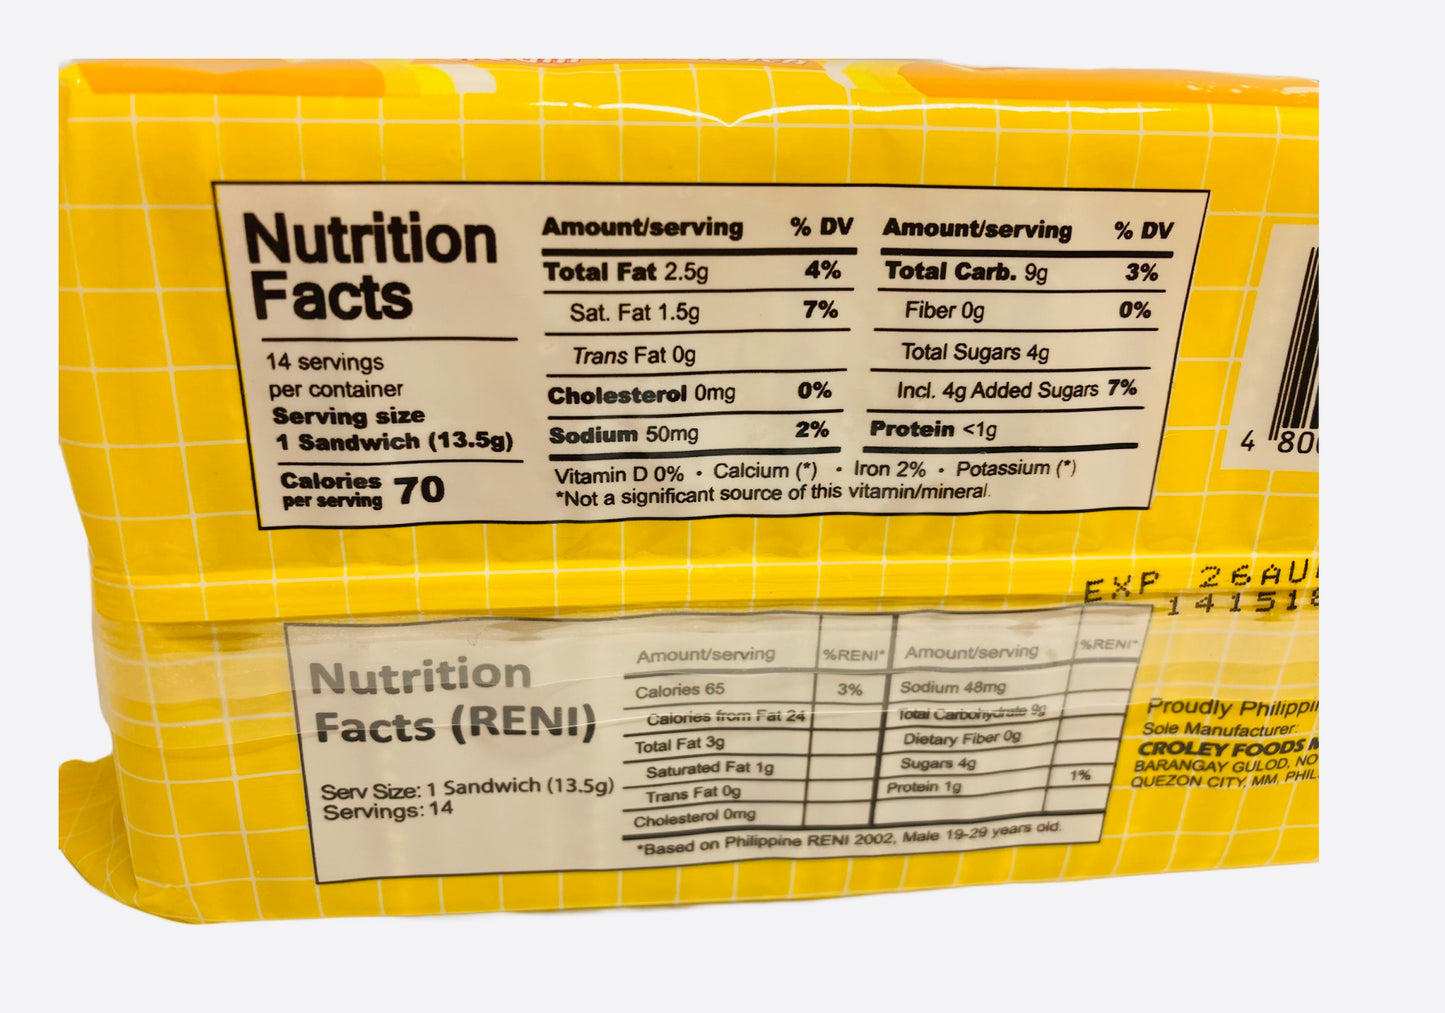 Nutrition
Facts
14 servings
per container
Serving size
1 Sandwich (13.5g)
Calories
per serving 70
Amount/serving % DV
Total Fat 2.5g 4%
Sat. Fat 1.5g 7%
Trans Fat 0g
Cholesterol 0mg 0%
Sodium 50mg 2%
Amount/serving % DV
Total Carb. 9g 3%
Fiber 0g 0%
Total Sugars 4g
Incl. 4g Added Sugars 7%
Protein <1g
Vitamin D 0% • Calcium (*) • Iron 2% • Potassium (*)
*Not a significant source of this vitamin/mineral.
4 80
EXP 26AU
141518
Nutrition
Facts (RENI)
Serv Size: 1 Sandwich (13.5g)
Servings: 14
Amount/serving %RENI*
Calories 65 3%
Calories from Fat 24
Total Fat 3g
Saturated Fat 1g
Trans Fat 0g
Cholesterol 0mg
Amount/serving %RENI*
Sodium 48mg
Total Carbohydrate 9g
Dietary Fiber 0g
Sugars 4g
Protein 1g 1%
*Based on Philippine RENI 2002, Male 19-29 years old.
Proudly Philippi
Sole Manufacturer:
CROLEY FOODS M
BARANGAY GULOD, NO
QUEZON CITY, MM, PHIL